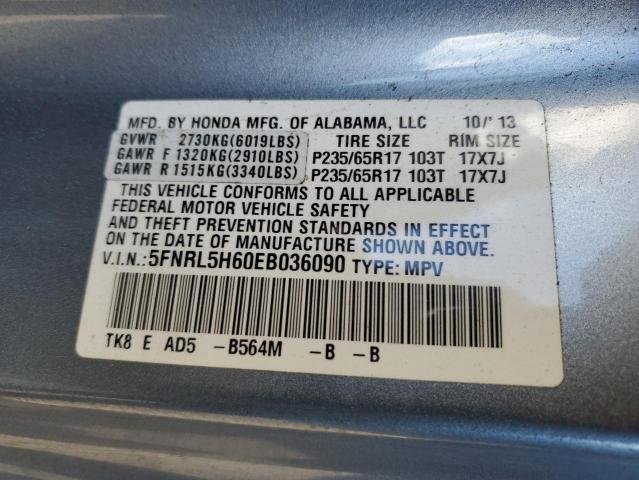 MFD. BY HONDA MFG. OF ALABAMA, LLC 10/'13
GVWR 2730KG(6019LBS) TIRE SIZE RIM SIZE
GAWR F 1320KG(2910LBS) P235/65R17 103T 17X7J
GAWR R 1515KG(3340LBS) P235/65R17 103T 17X7J
THIS VEHICLE CONFORMS TO ALL APPLICABLE
FEDERAL MOTOR VEHICLE SAFETY
AND THEFT PREVENTION STANDARDS IN EFFECT
ON THE DATE OF MANUFACTURE SHOWN ABOVE.
V.I.N.:5FNRL5H60EB036090 TYPE: MPV
TK8 E AD5 -B564M -B -B